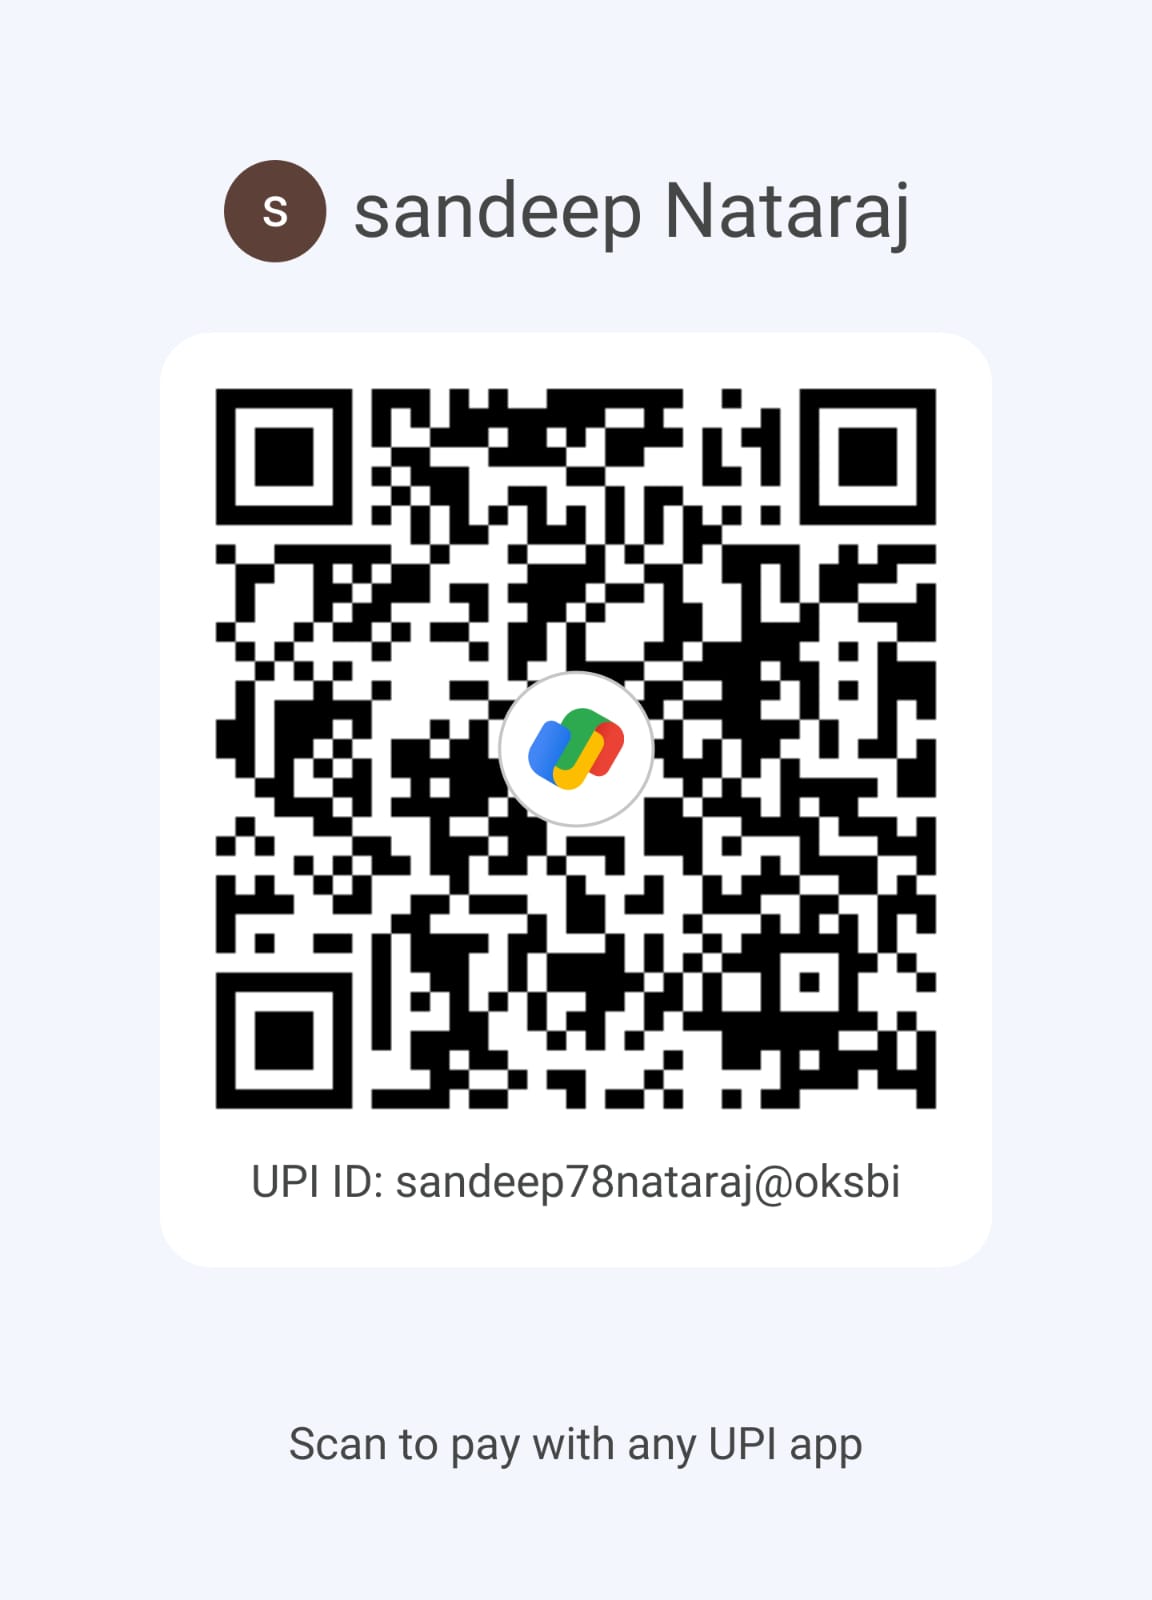 S
sandeep Nataraj
UPI ID: sandeep78nataraj@oksbi
Scan to pay with any UPI app